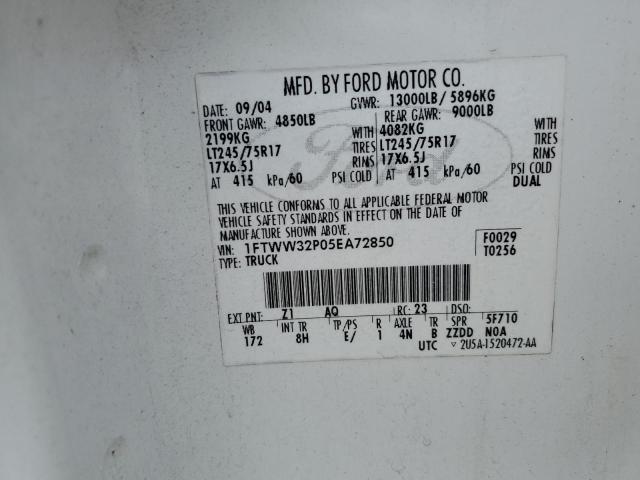 MFD. BY FORD MOTOR CO.
DATE: 09/04 GVWR: 13000LB/ 5896KG
FRONT GAWR: 4850LB REAR GAWR: 9000LB
2199KG WITH 4082KG WITH
LT245/75R17 TIRES LT245/75R17 TIRES
17X6.5J RIMS 17X6.5J RIMS
AT 415 kPa/60 PSI COLD AT 415 kPa/60 PSI COLD
DUAL
THIS VEHICLE CONFORMS TO ALL APPLICABLE FEDERAL MOTOR
VEHICLE SAFETY STANDARDS IN EFFECT ON THE DATE OF
MANUFACTURE SHOWN ABOVE.
VIN: 1FTWW32P05EA72850 F0029
TYPE: TRUCK T0256
EXT PNT: Z1 AQ RC: 23 DSO:
WB INT TR TP/PS R AXLE TR SPR 5F710
172 8H E/ 1 4N B ZZDD NOA
UTC ▽ 2U5A-1520472-AA
Ford